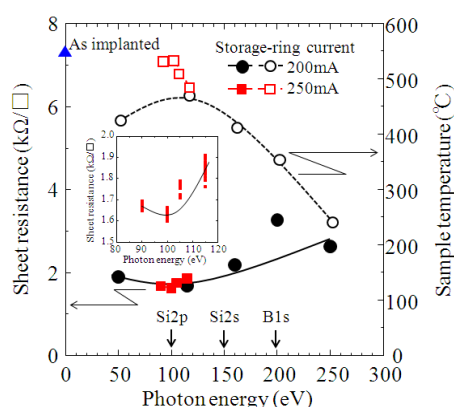 As implanted
Storage-ring current
200mA
250mA
Sheet resistance (kΩ/□)
8
6
4
2
0
Sample temperature (℃)
600
500
400
300
200
100
0
Sheet resistance (kΩ/□)
2.0
1.9
1.8
1.7
1.6
1.5
80 90 100 110 120
Photon energy (eV)
Si2p Si2s B1s
0 50 100 150 200 250 300
Photon energy (eV)